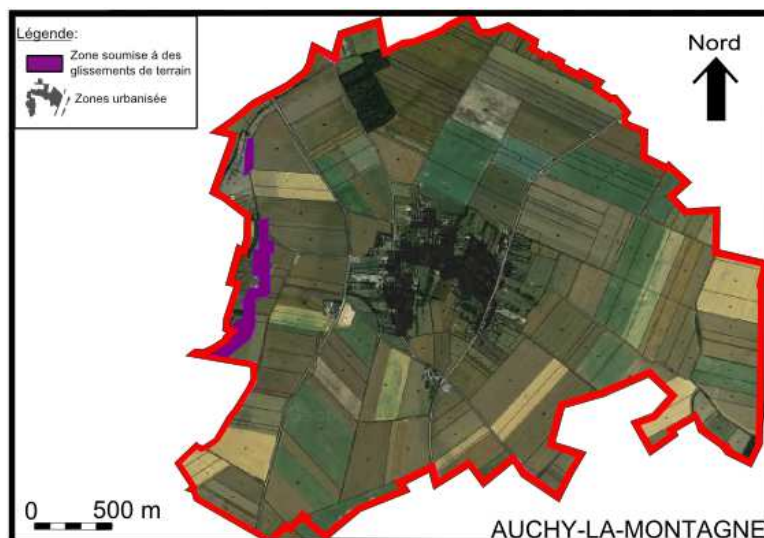 Légende:
Zone soumise á des
glissements de terrain
Zones urbanisée
Nord
0 500 m
AUCHY-LA-MONTAGNE